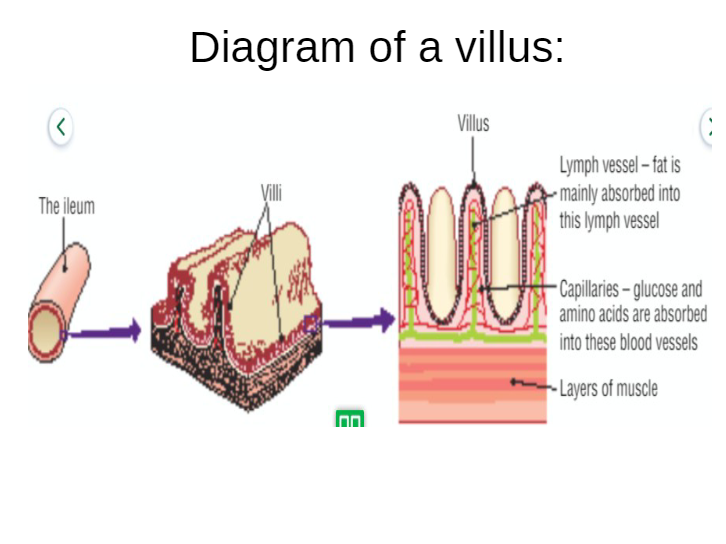 Diagram of a villus:
Villus
Lymph vessel – fat is
mainly absorbed into
this lymph vessel
The ileum
Villi
Capillaries – glucose and
amino acids are absorbed
into these blood vessels
Layers of muscle